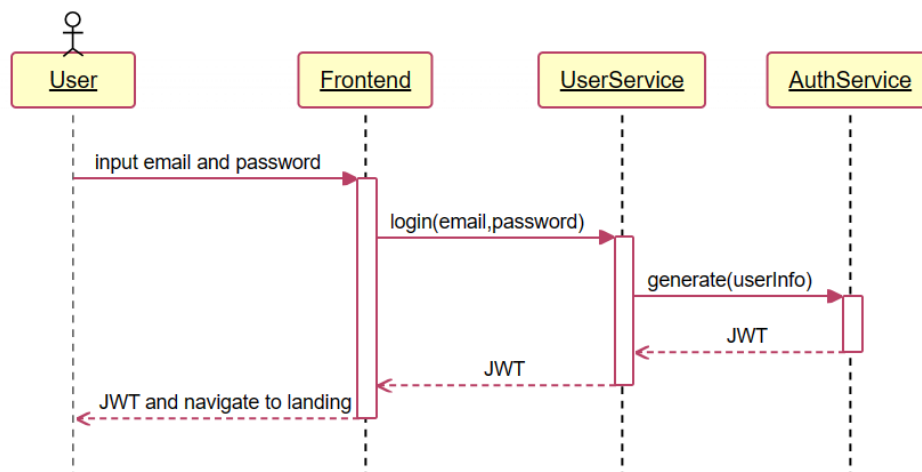 User
Frontend
UserService
AuthService
input email and password
login(email,password)
generate(userInfo)
JWT
JWT
JWT and navigate to landing